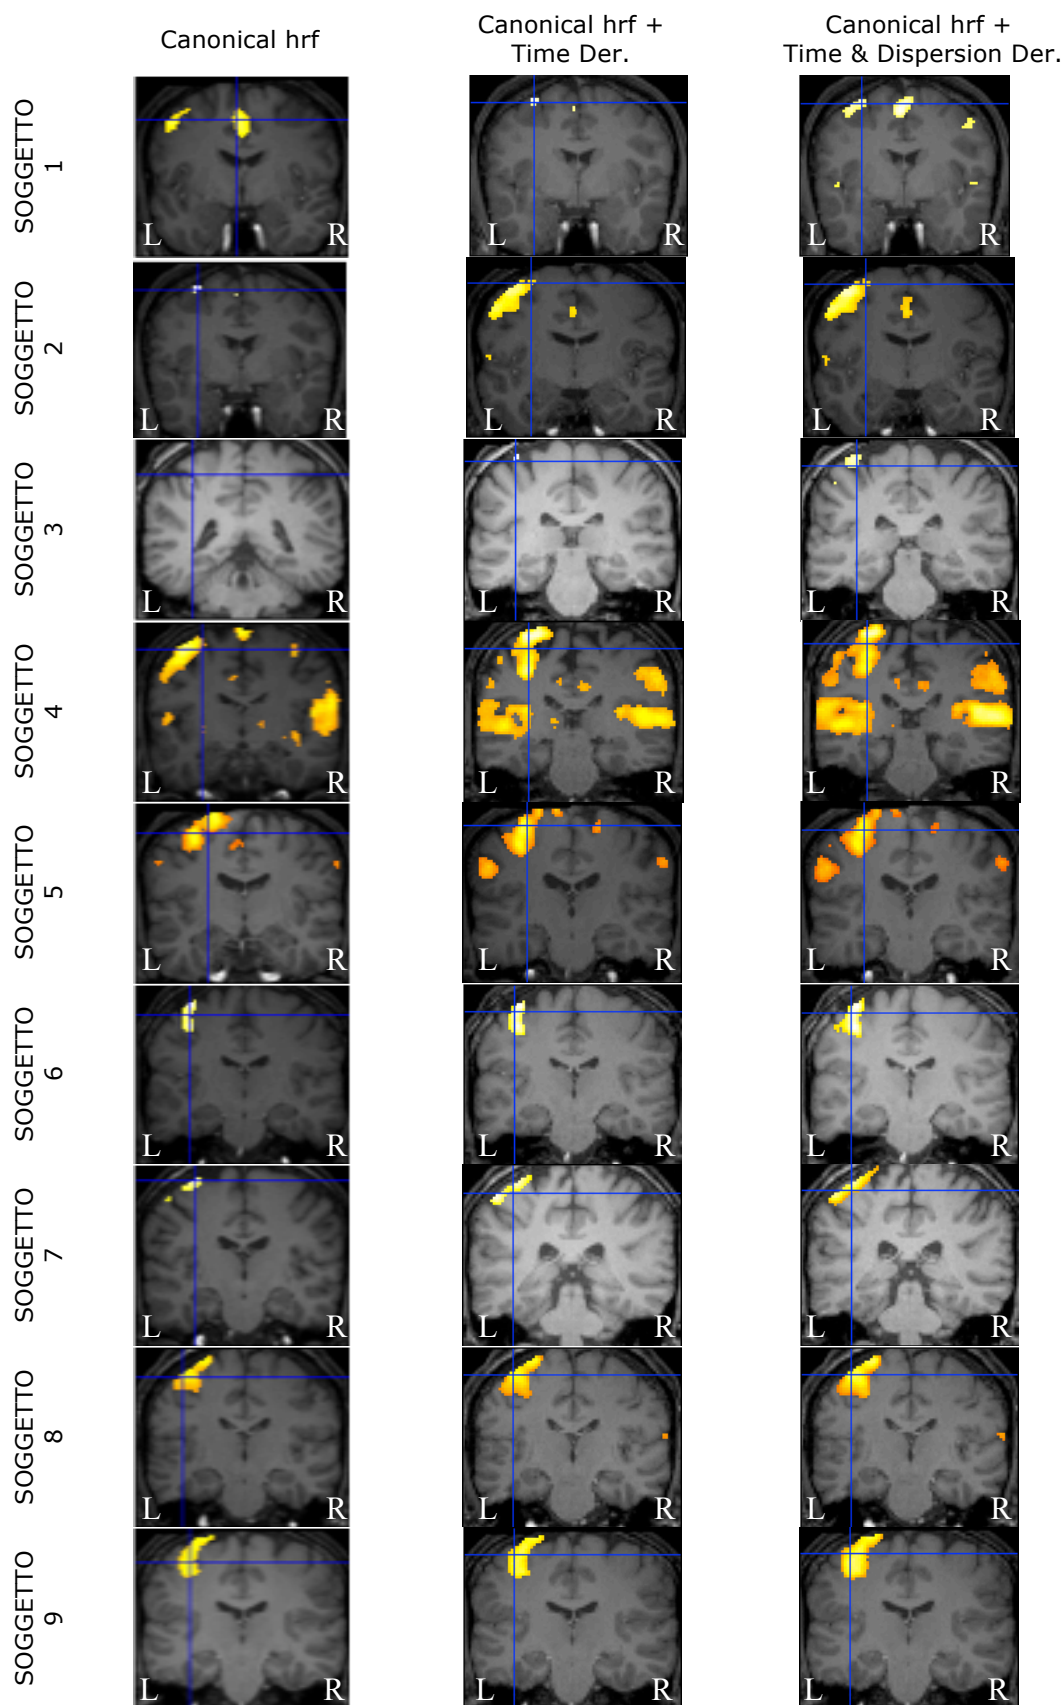 Canonical hrf
Canonical hrf +
Time Der.
Canonical hrf +
Time & Dispersion Der.
SOGGETTO
1
L R
L R
L R
SOGGETTO
2
L R
L R
L R
SOGGETTO
3
L R
L R
L R
SOGGETTO
4
L R
L R
L R
SOGGETTO
5
L R
L R
L R
SOGGETTO
6
L R
L R
L R
SOGGETTO
7
L R
L R
L R
SOGGETTO
8
L R
L R
L R
SOGGETTO
9
L R
L R
L R